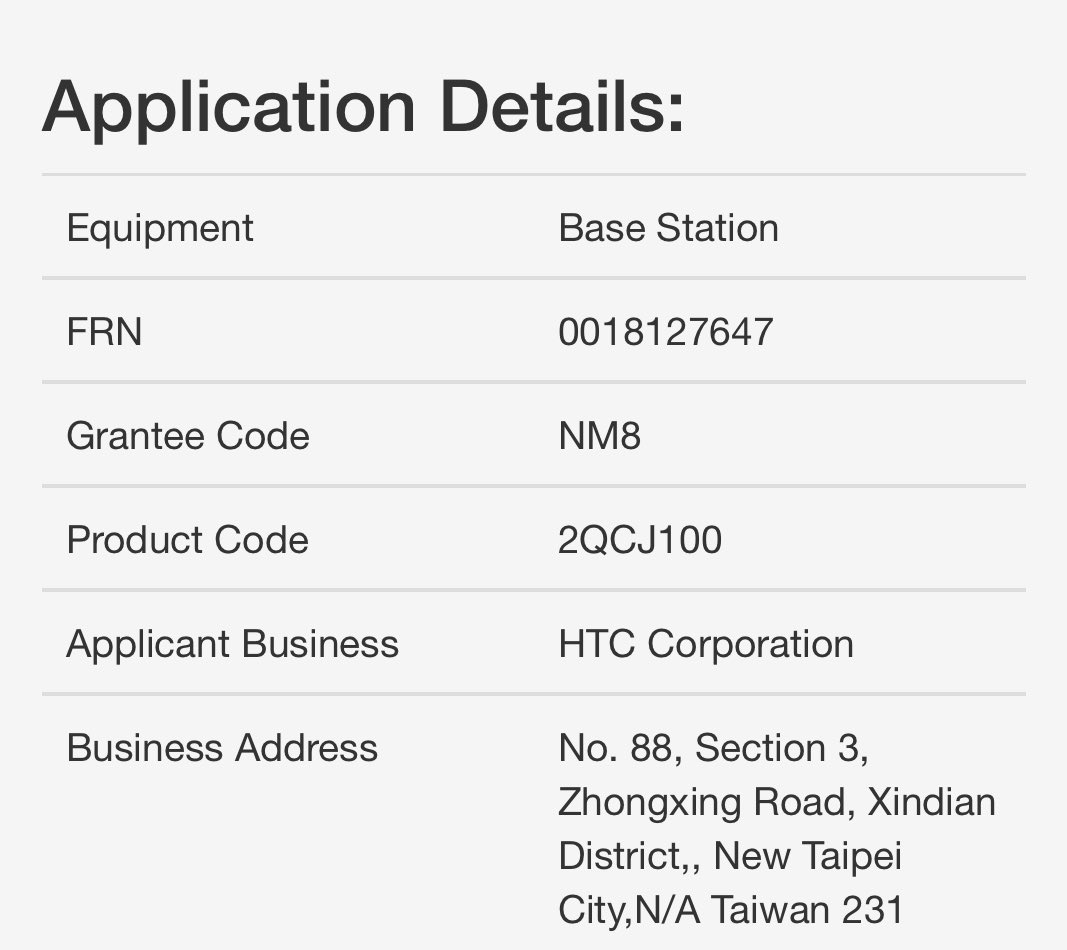 Application Details:
Equipment Base Station
FRN 0018127647
Grantee Code NM8
Product Code 2QCJ100
Applicant Business HTC Corporation
Business Address No. 88, Section 3,
Zhongxing Road, Xindian
District,, New Taipei
City,N/A Taiwan 231